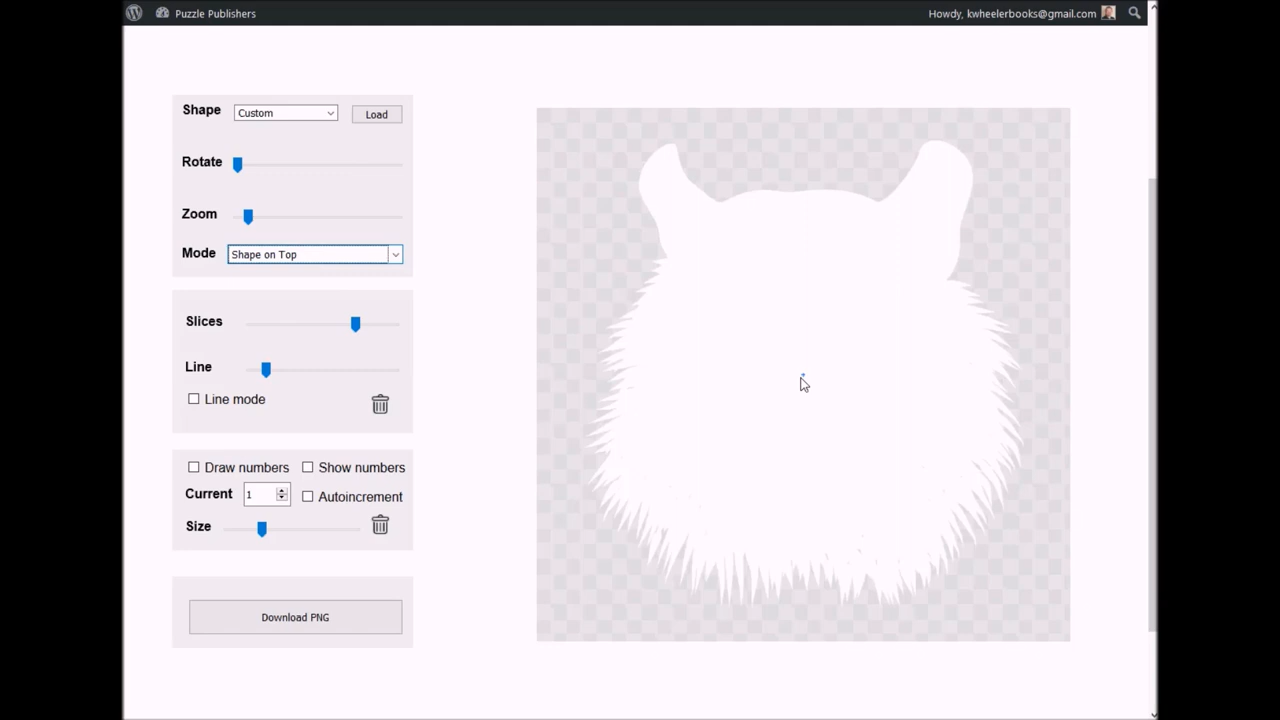 Puzzle Publishers
Howdy, kwheelerbooks@gmail.com
Shape Custom Load
Rotate
Zoom
Mode Shape on Top
Slices
Line
Line mode
Draw numbers Show numbers
Current 1 Autoincrement
Size
Download PNG